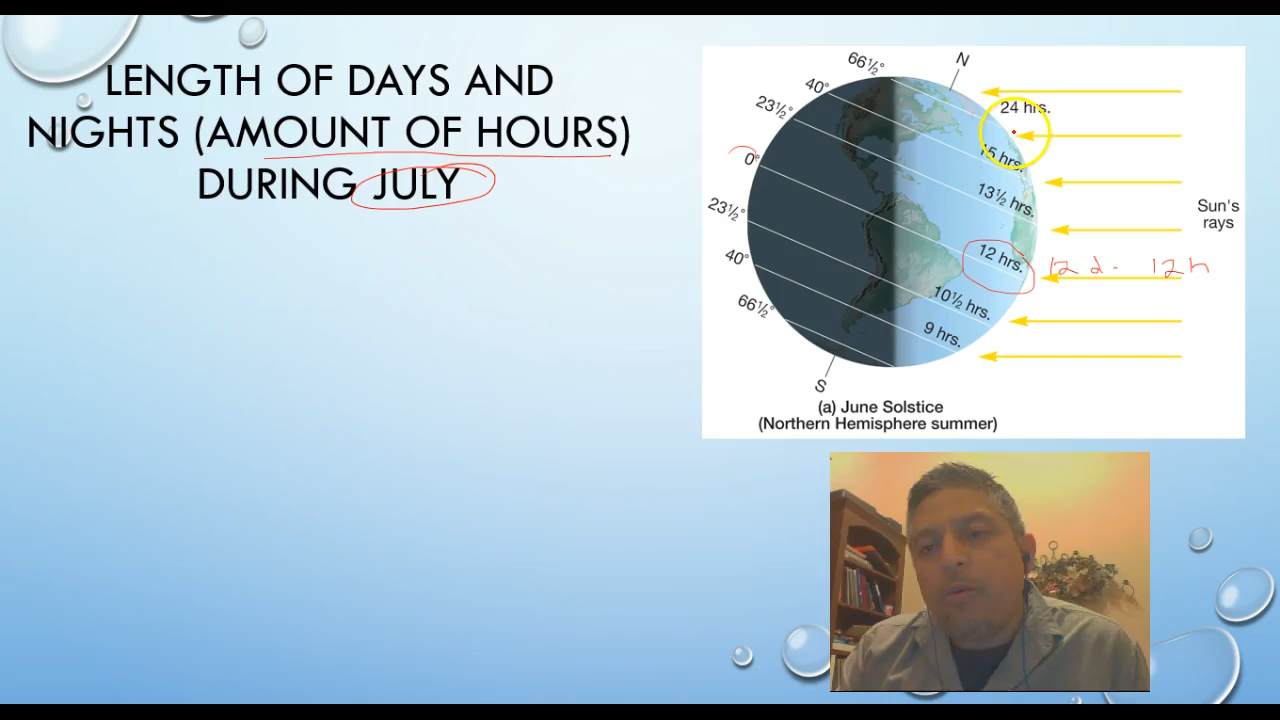 LENGTH OF DAYS AND
NIGHTS (AMOUNT OF HOURS)
DURING JULY
N
66½°
40°
23½°
0°
23½°
40°
66½°
S
24 hrs.
15 hrs.
13½ hrs.
12 hrs.
10½ hrs.
9 hrs.
12 d - 12 n
Sun's
rays
(a) June Solstice
(Northern Hemisphere summer)